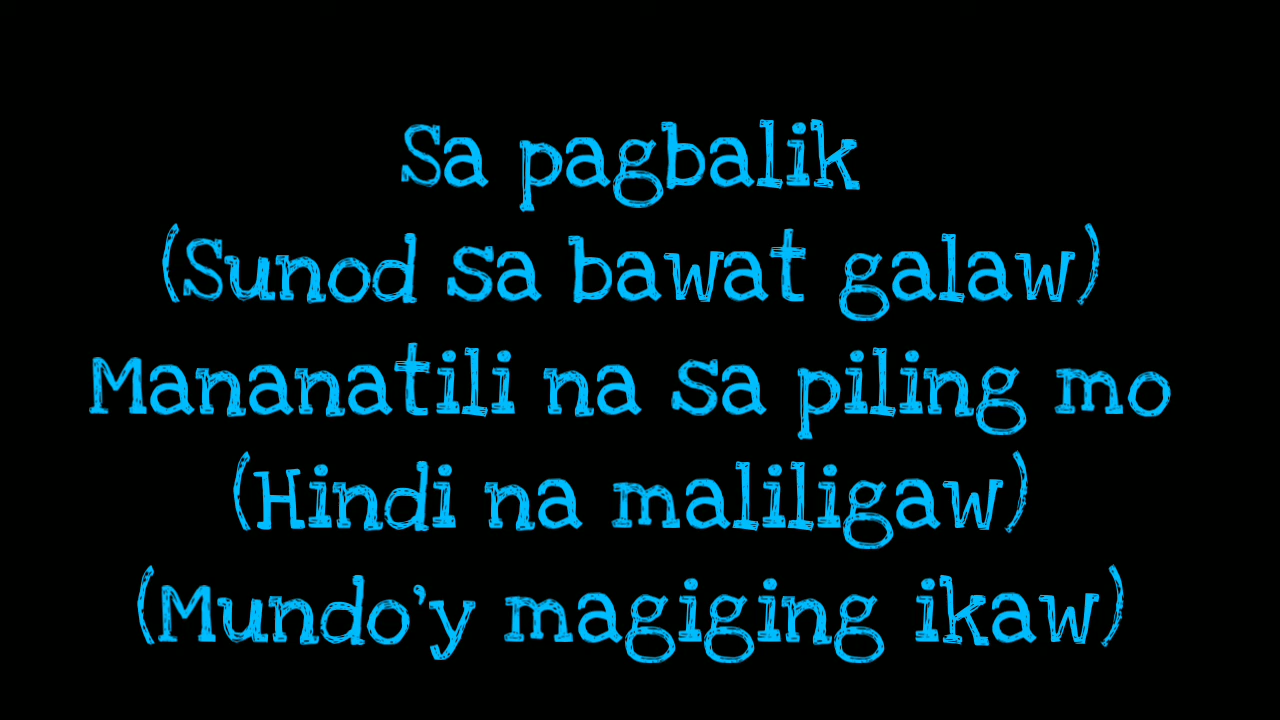 Sa pagbalik
(Sunod sa bawat galaw)
Mananatili na sa piling mo
(Hindi na maliligaw)
(Mundo'y magiging ikaw)